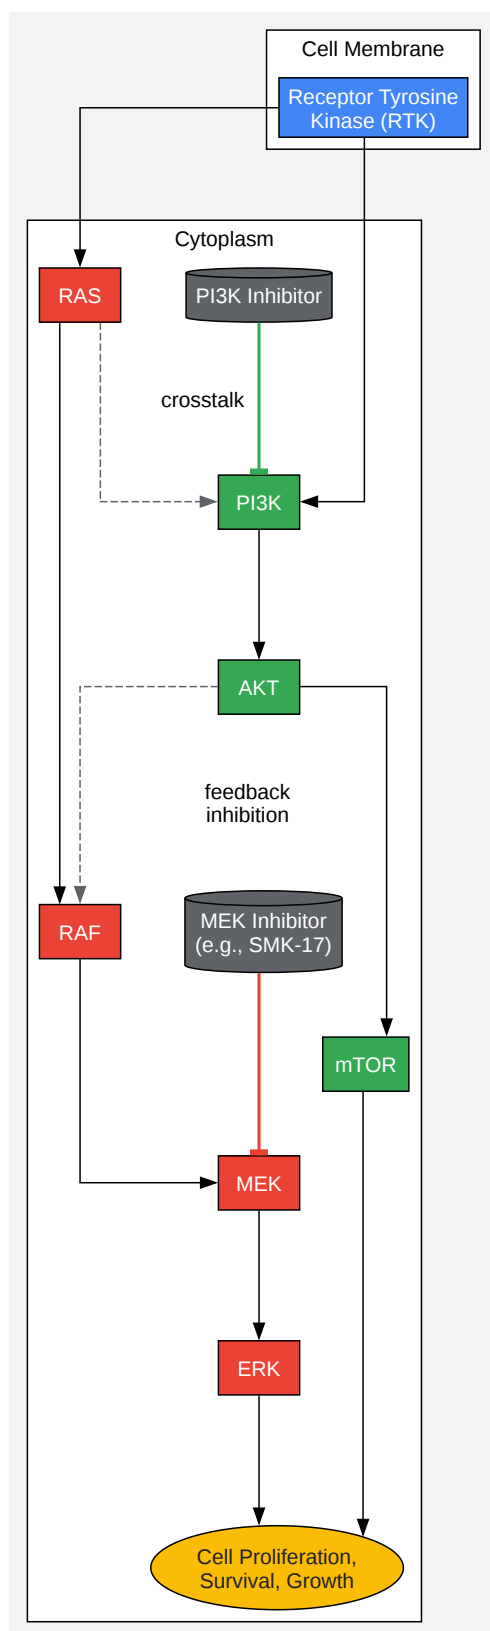 Cell Membrane
Receptor Tyrosine
Kinase (RTK)
Cytoplasm
RAS
PI3K Inhibitor
crosstalk
PI3K
AKT
feedback
inhibition
RAF
MEK Inhibitor
(e.g., SMK-17)
mTOR
MEK
ERK
Cell Proliferation,
Survival, Growth